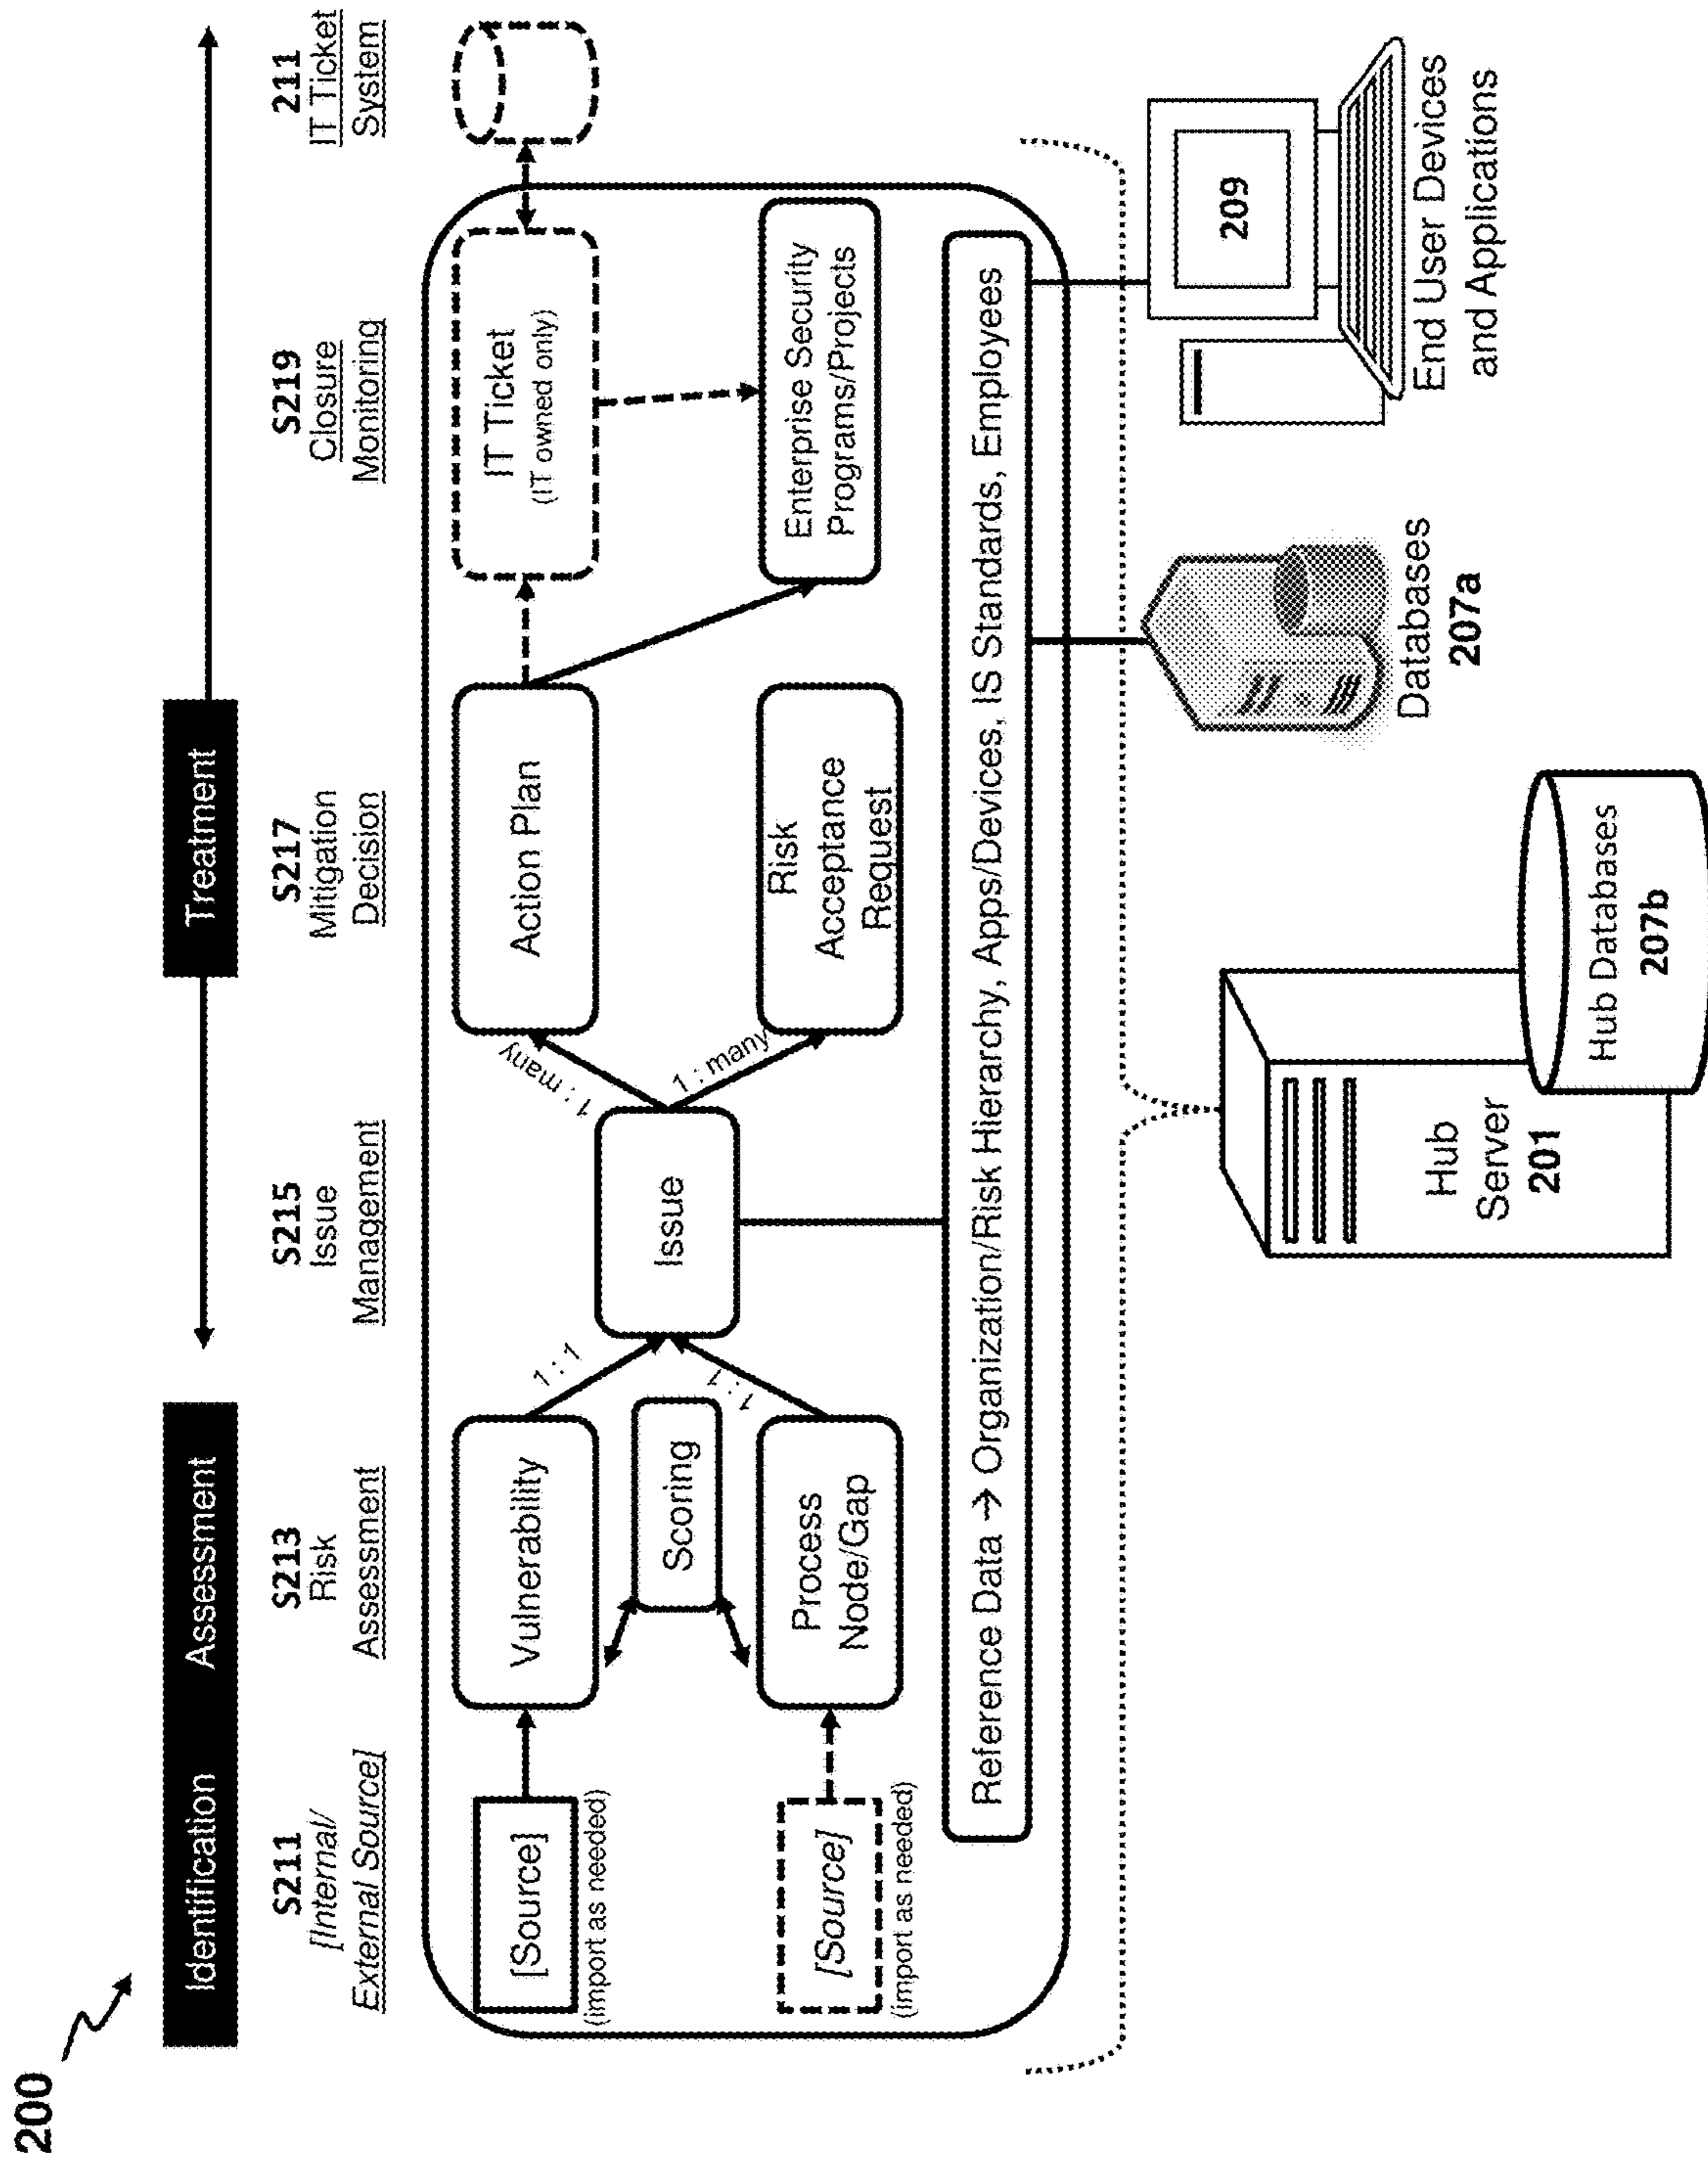 200
Identification Assessment
Treatment
S211
[Internal/
External Source]
S213
Risk
Assessment
S215
Issue
Management
S217
Mitigation
Decision
S219
Closure
Monitoring
211
IT Ticket
System
[Source]
(import as needed)
Vulnerability
Scoring
[Source]
(import as needed)
Process
Node/Gap
1 : 1
1 : 1
Issue
1 : many
1 : many
Action Plan
Risk
Acceptance
Request
IT Ticket
(IT owned only)
Enterprise Security
Programs/Projects
Reference Data → Organization/Risk Hierarchy, Apps/Devices, IS Standards, Employees
Hub
Server
201
Hub Databases
207b
Databases
207a
209
End User Devices
and Applications